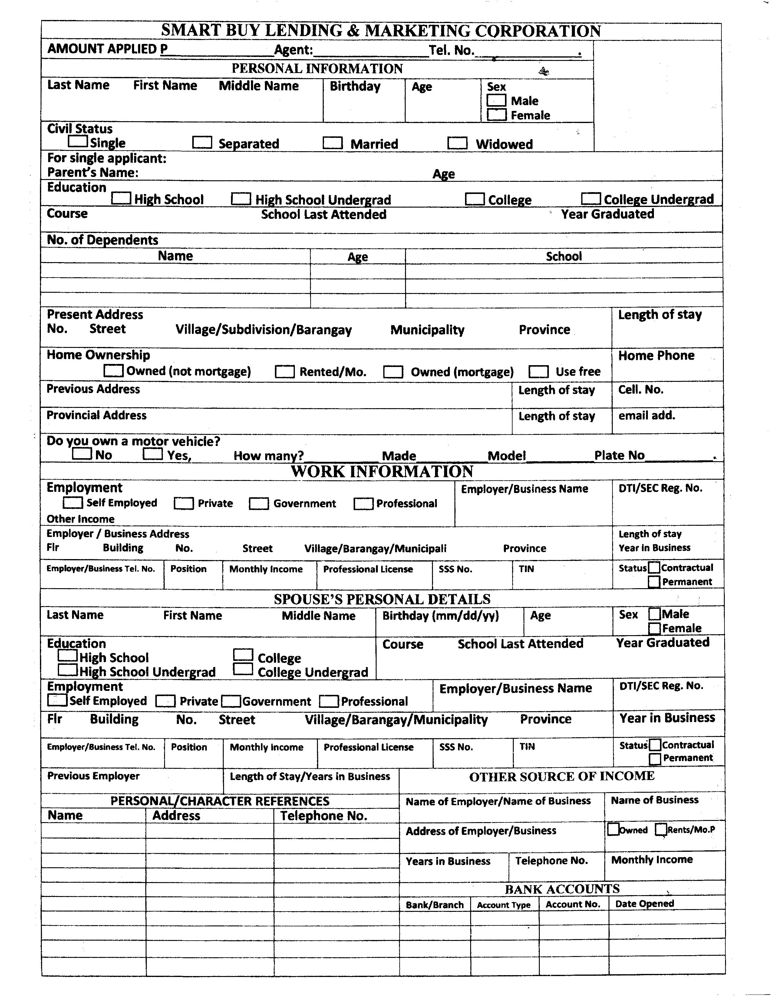 SMART BUY LENDING & MARKETING CORPORATION
AMOUNT APPLIED P Agent: Tel. No. .
PERSONAL INFORMATION
Last Name First Name Middle Name Birthday Age Sex
Male
Female
Civil Status
Single Separated Married Widowed
For single applicant:
Parent's Name: Age
Education
High School High School Undergrad College College Undergrad
Course School Last Attended Year Graduated
No. of Dependents
Name Age School
Present Address Length of stay
No. Street Village/Subdivision/Barangay Municipality Province
Home Ownership Home Phone
Owned (not mortgage) Rented/Mo. Owned (mortgage) Use free
Previous Address Length of stay Cell. No.
Provincial Address Length of stay email add.
Do you own a motor vehicle?
No Yes, How many? Made Model Plate No .
WORK INFORMATION
Employment Employer/Business Name DTI/SEC Reg. No.
Self Employed Private Government Professional
Other Income
Employer / Business Address Length of stay
Flr Building No. Street Village/Barangay/Municipali Province Year in Business
Employer/Business Tel. No. Position Monthly Income Professional License SSS No. TIN Status Contractual
Permanent
SPOUSE'S PERSONAL DETAILS
Last Name First Name Middle Name Birthday (mm/dd/yy) Age Sex Male
Female
Education Course School Last Attended Year Graduated
High School College
High School Undergrad College Undergrad
Employment Employer/Business Name DTI/SEC Reg. No.
Self Employed Private Government Professional
Flr Building No. Street Village/Barangay/Municipality Province Year in Business
Employer/Business Tel. No. Position Monthly Income Professional License SSS No. TIN Status Contractual
Permanent
Previous Employer Length of Stay/Years in Business OTHER SOURCE OF INCOME
PERSONAL/CHARACTER REFERENCES Name of Employer/Name of Business Name of Business
Name Address Telephone No.
Address of Employer/Business Owned Rents/Mo.P
Years in Business Telephone No. Monthly Income
BANK ACCOUNTS
Bank/Branch Account Type Account No. Date Opened